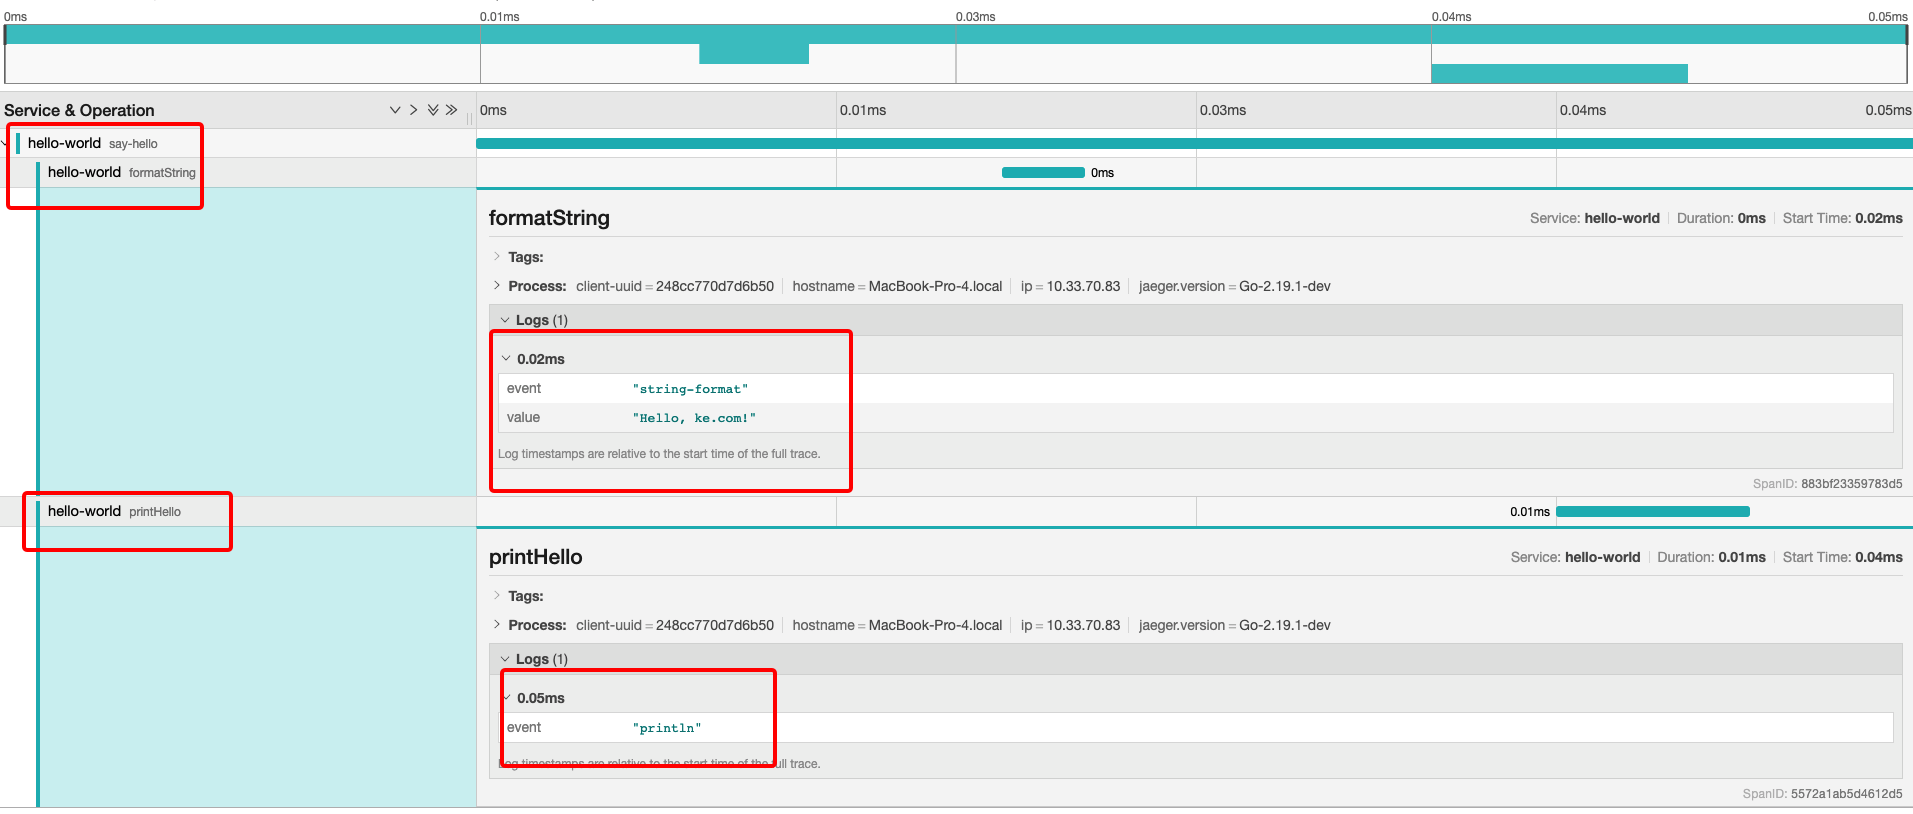 0ms 0.01ms 0.03ms 0.04ms 0.05ms
Service & Operation 0ms 0.01ms 0.03ms 0.04ms 0.05ms
hello-world say-hello
hello-world formatString 0ms
formatString Service: hello-world Duration: 0ms Start Time: 0.02ms
Tags:
Process: client-uuid = 248cc770d7d6b50 hostname = MacBook-Pro-4.local ip = 10.33.70.83 jaeger.version = Go-2.19.1-dev
Logs (1)
0.02ms
event "string-format"
value "Hello, ke.com!"
Log timestamps are relative to the start time of the full trace.
SpanID: 883bf23359783d5
hello-world printHello 0.01ms
printHello Service: hello-world Duration: 0.01ms Start Time: 0.04ms
Tags:
Process: client-uuid = 248cc770d7d6b50 hostname = MacBook-Pro-4.local ip = 10.33.70.83 jaeger.version = Go-2.19.1-dev
Logs (1)
0.05ms
event "println"
Log timestamps are relative to the start time of the full trace.
SpanID: 5572a1ab5d4612d5